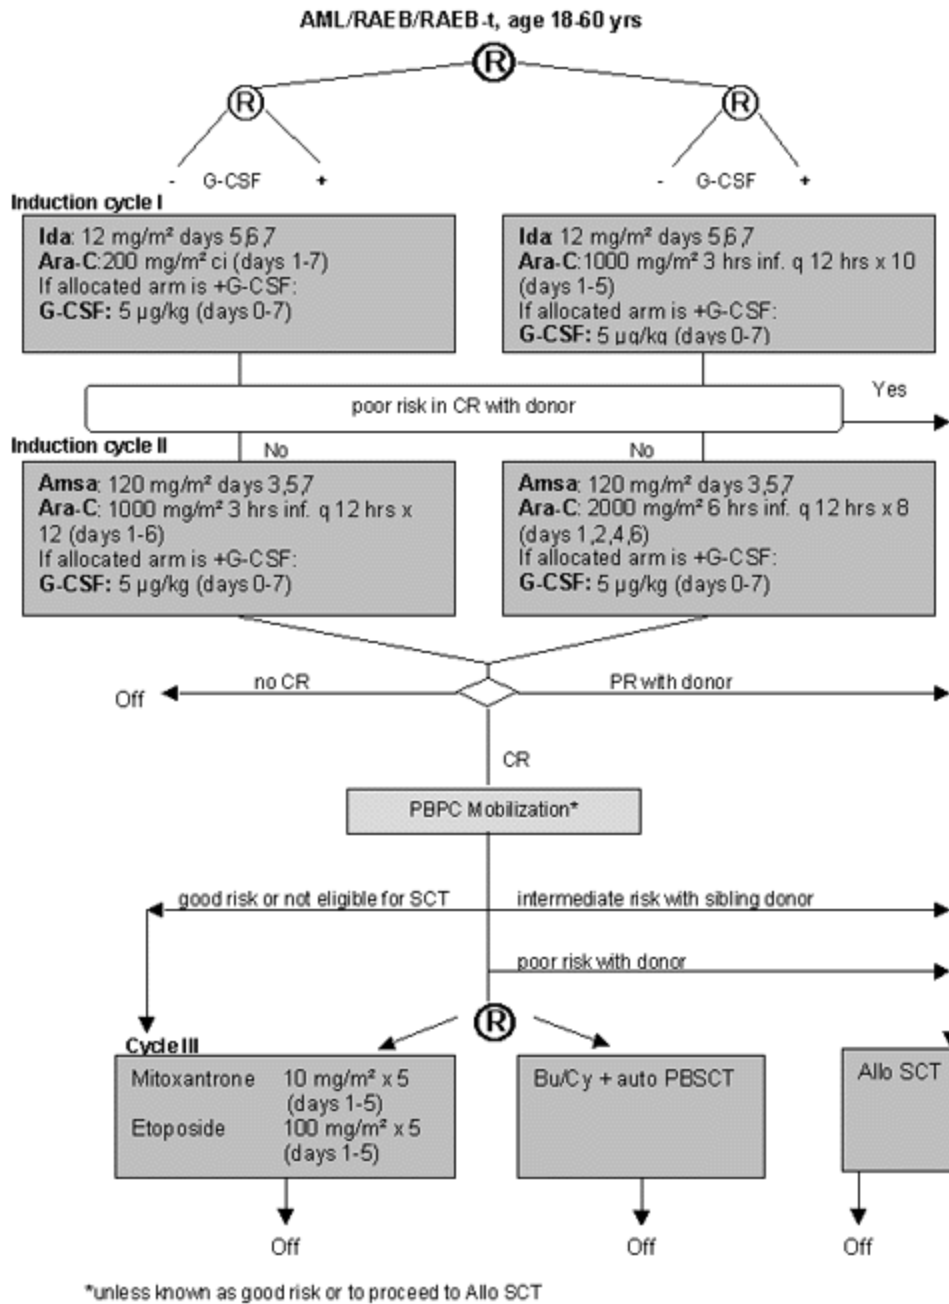 AML/RAEB/RAEB-t, age 18-60 yrs
R
R
R
- G-CSF +
- G-CSF +
Induction cycle I
Ida: 12 mg/m² days 5,6,7
Ara-C:200 mg/m² ci (days 1-7)
If allocated arm is +G-CSF:
G-CSF: 5 µg/kg (days 0-7)
Ida: 12 mg/m² days 5,6,7
Ara-C:1000 mg/m² 3 hrs inf. q 12 hrs x 10
(days 1-5)
If allocated arm is +G-CSF:
G-CSF: 5 µg/kg (days 0-7)
poor risk in CR with donor
Yes
Induction cycle II
No
No
Amsa: 120 mg/m² days 3,5,7
Ara-C: 1000 mg/m² 3 hrs inf. q 12 hrs x
12 (days 1-6)
If allocated arm is +G-CSF:
G-CSF: 5 µg/kg (days 0-7)
Amsa: 120 mg/m² days 3,5,7
Ara-C: 2000 mg/m² 6 hrs inf. q 12 hrs x 8
(days 1,2,4,6)
If allocated arm is +G-CSF:
G-CSF: 5 µg/kg (days 0-7)
Off
no CR
PR with donor
CR
PBPC Mobilization*
good risk or not eligible for SCT
intermediate risk with sibling donor
poor risk with donor
R
Cycle III
Mitoxantrone 10 mg/m² x 5
(days 1-5)
Etoposide 100 mg/m² x 5
(days 1-5)
Bu/Cy + auto PBSCT
Allo SCT
Off
Off
Off
*unless known as good risk or to proceed to Allo SCT